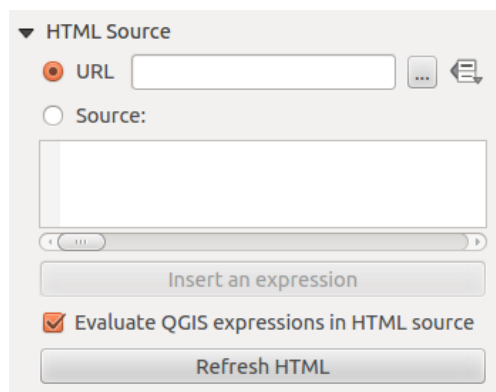 HTML Source
URL
...
Source:
Insert an expression
Evaluate QGIS expressions in HTML source
Refresh HTML